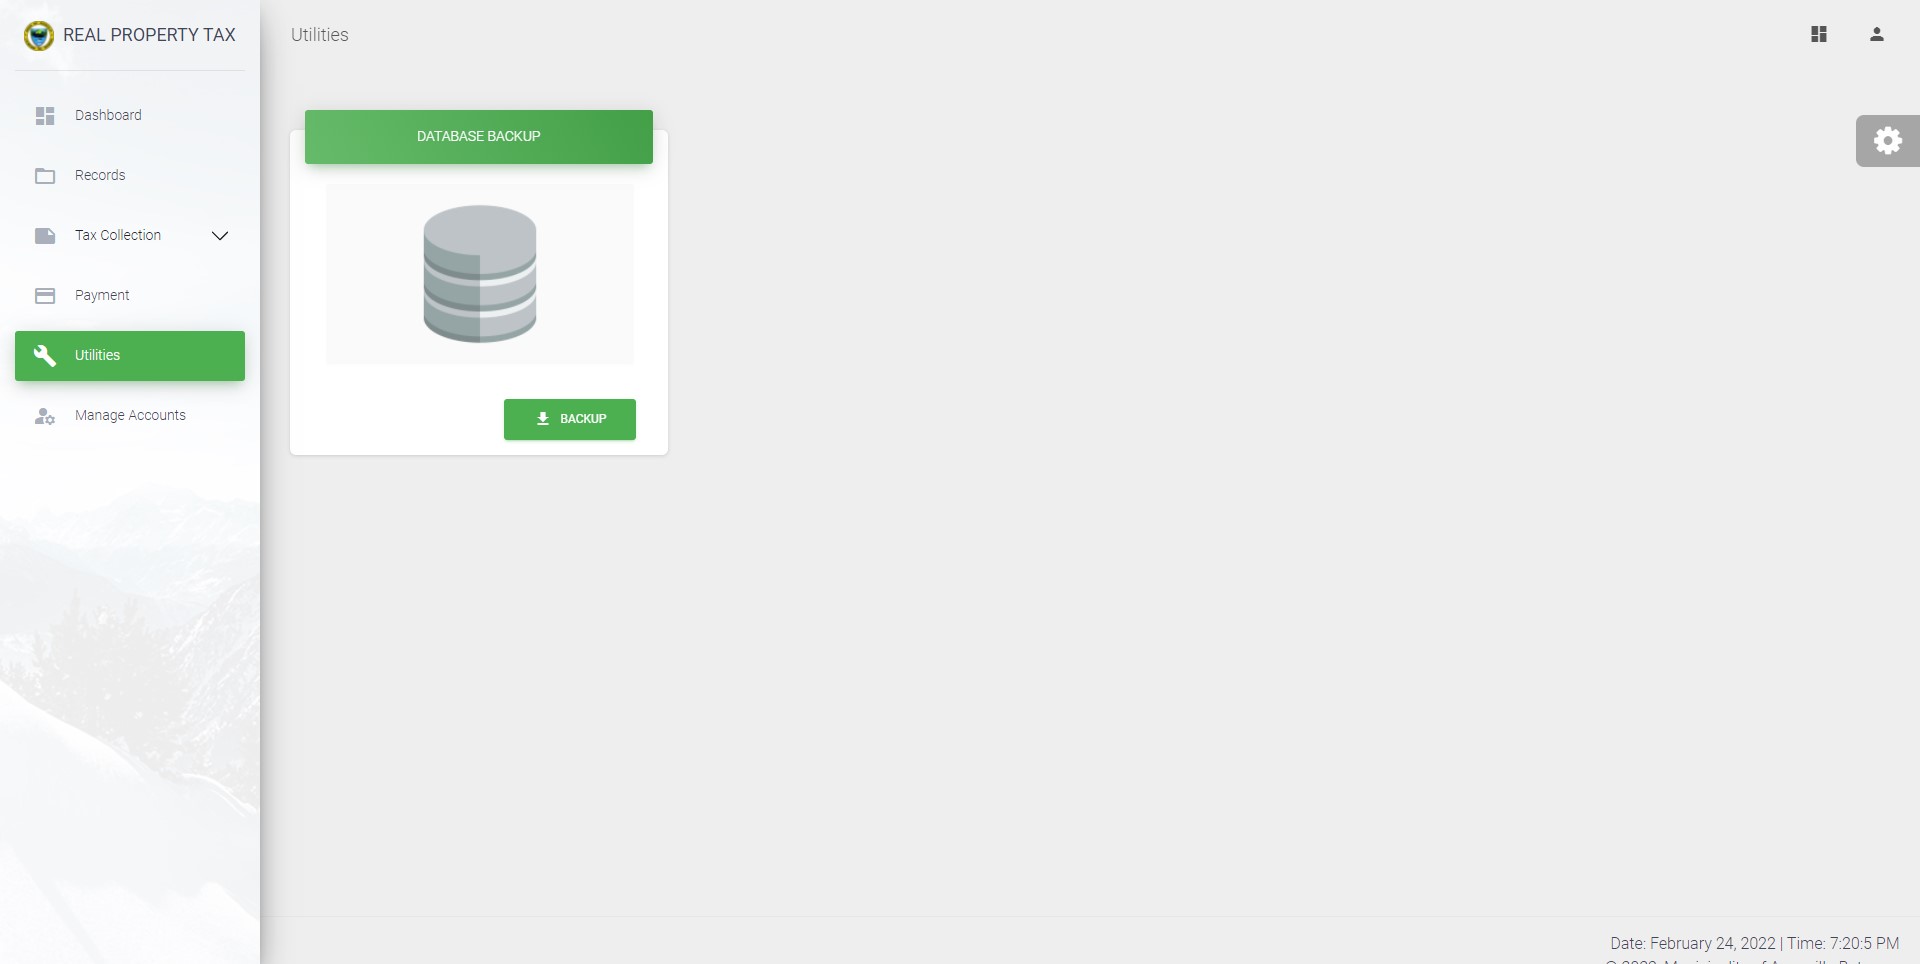 REAL PROPERTY TAX
Utilities
Dashboard
Records
Tax Collection
Payment
Utilities
Manage Accounts
DATABASE BACKUP
BACKUP
Date: February 24, 2022 | Time: 7:20:5 PM